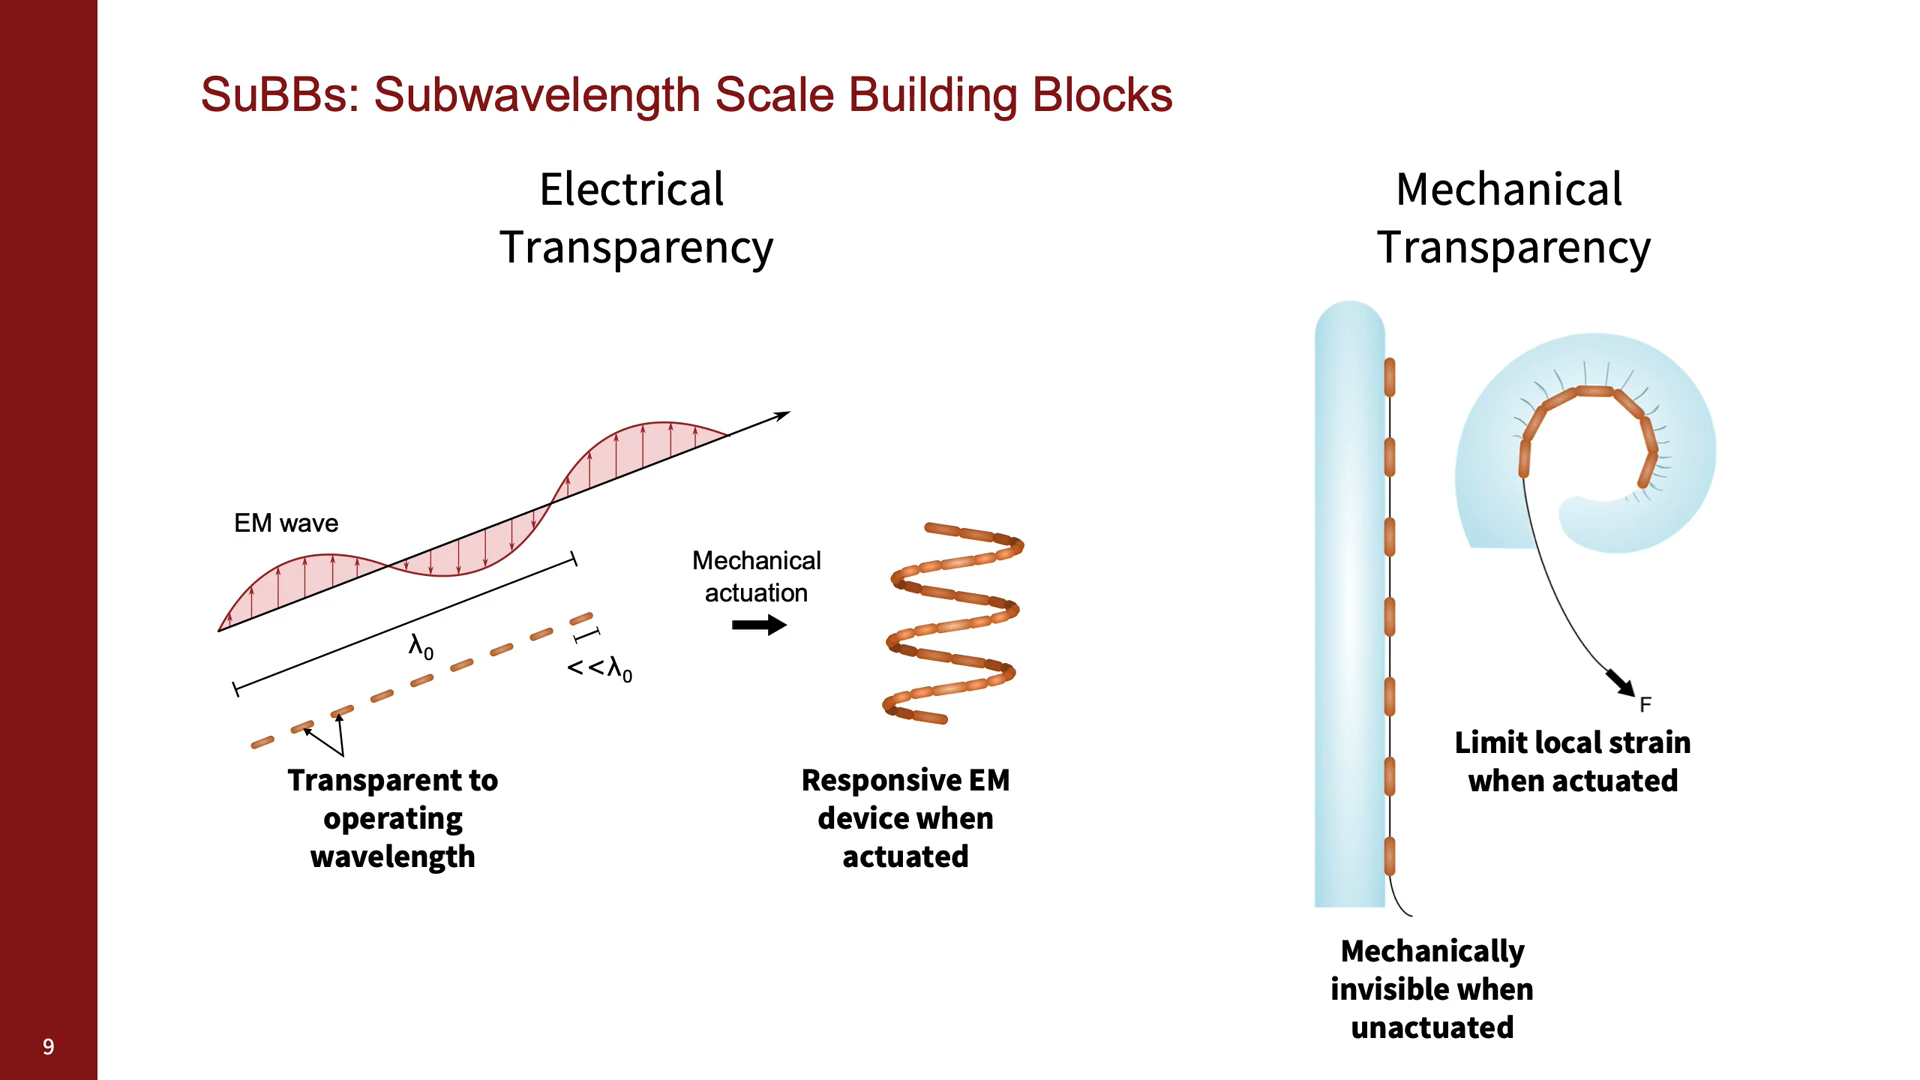 SuBBs: Subwavelength Scale Building Blocks
Electrical
Transparency
EM wave
λ₀
<<λ₀
Transparent to
operating
wavelength
Mechanical
actuation
Responsive EM
device when
actuated
Mechanical
Transparency
F
Limit local strain
when actuated
Mechanically
invisible when
unactuated
9